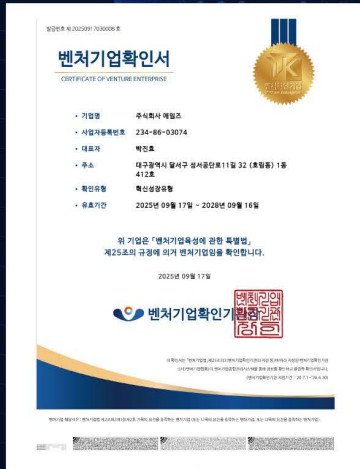 발급번호 제 20250917030008 호
벤처기업확인서
CERTIFICATE OF VENTURE ENTERPRISE
• 기업명 주식회사 에임즈
• 사업자등록번호 234-86-03074
• 대표자 박진효
• 주소 대구광역시 달서구 성서공단로11길 32 (호림동) 1동
412호
• 확인유형 혁신성장유형
• 유효기간 2025년 09월 17일 ~ 2028년 09월 16일
위 기업은 「벤처기업육성에 관한 특별법」
제25조의 규정에 의거 벤처기업임을 확인합니다.
2025년 09월 17일
벤처기업확인기관장